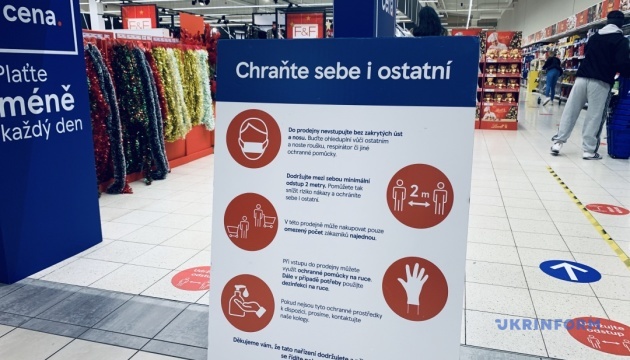 cena.
Plaťte
méně
každý den
F&F
F&F
Chraňte sebe i ostatní
Do prodejny nevstupujte bez zakrytých úst
a nosu. Buďte ohleduplní vůči ostatním
a noste roušku, respirátor či jiné
ochranné pomůcky.
Dodržujte mezi sebou minimální
odstup 2 metry. Pomůžete tak
snížit riziko nákazy a ochráníte
sebe i ostatní.
2 m
V této prodejně může nakupovat pouze
omezený počet zákazníků najednou.
Při vstupu do prodejny můžete
využít ochranné pomůcky na ruce.
Dále v případě potřeby použijte
dezinfekci na ruce.
Pokud nejsou tyto ochranné prostředky
k dispozici, prosíme, kontaktujte
naše kolegy.
Děkujeme vám, že tato nařízení dodržujete a
se řídíte
UKRINFORM
odstup